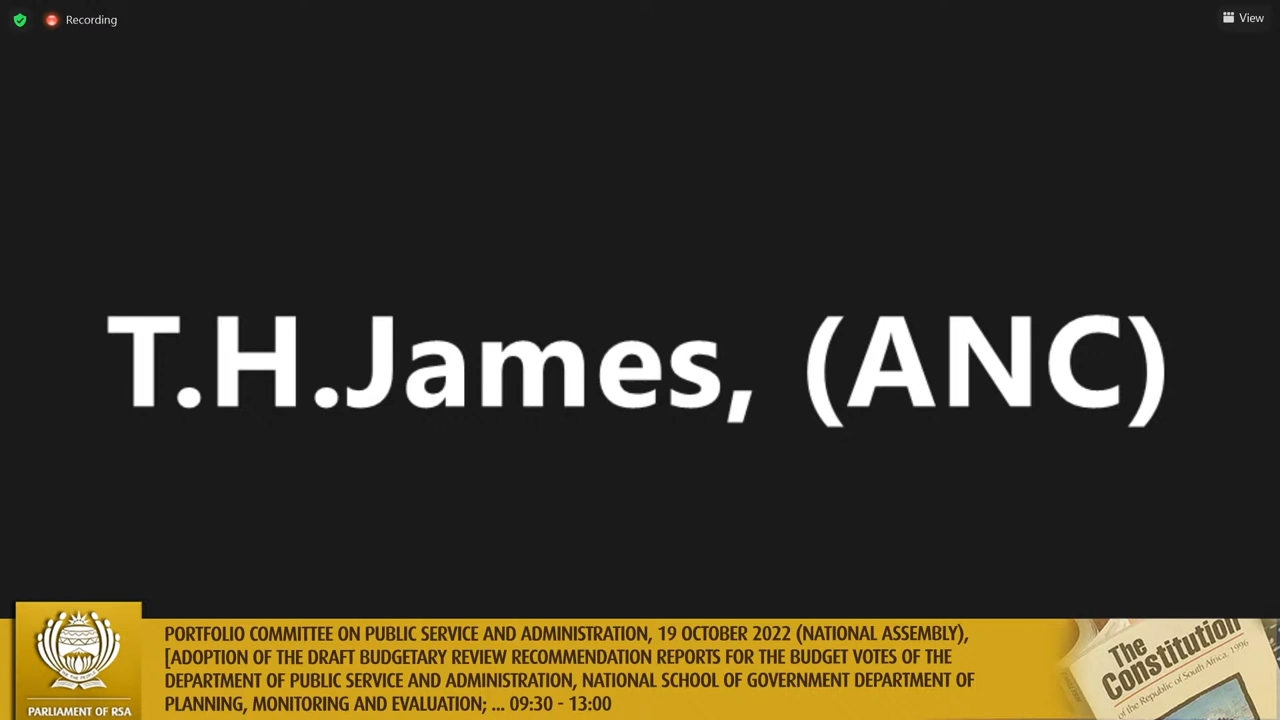 Recording
View
T.H.James, (ANC)
PORTFOLIO COMMITTEE ON PUBLIC SERVICE AND ADMINISTRATION, 19 OCTOBER 2022 (NATIONAL ASSEMBLY),
[ADOPTION OF THE DRAFT BUDGETARY REVIEW RECOMMENDATION REPORTS FOR THE BUDGET VOTES OF THE
DEPARTMENT OF PUBLIC SERVICE AND ADMINISTRATION, NATIONAL SCHOOL OF GOVERNMENT DEPARTMENT OF
PLANNING, MONITORING AND EVALUATION; ... 09:30 - 13:00
PARLIAMENT OF RSA
The
Constitution
of the Republic of South Africa, 1996